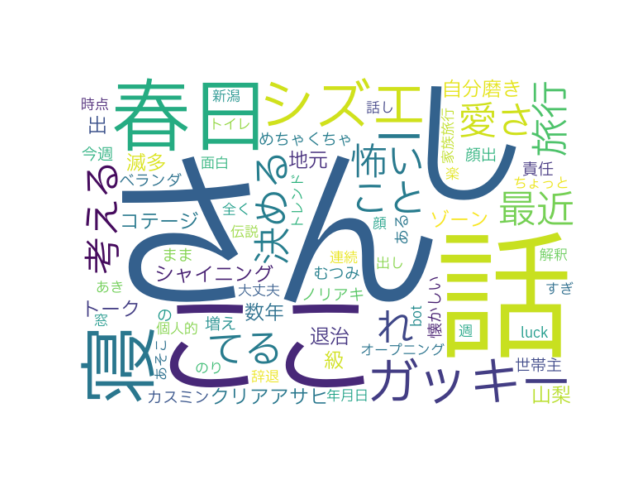 春日
シズエ
し
愛さ
自分磨き
旅行
家族旅行
新潟
時点
出
トイレ
話し
めちゃくちゃ
今週
滅多
面白
地元
怖
いと
こ
顔出
責任
楽
ちょっと
考える
ベランダ
コテージ
全く
伝説
決める
トレンド
顔
ある
ゾーン
最近
さん
話
まま
シャイニング
連続
出し
解釈
あき
大丈夫
むつみ
ノリアキ
すぎ
懐かしい
トーク
窓
の
個人的
増え
数年
ここ
れ
bot
週
luck
寝
あそこ
てる
退治
級
オープニング
ガッキー
世帯主
のり
辞退
カスミン
クリアアサヒ
年月日
山梨